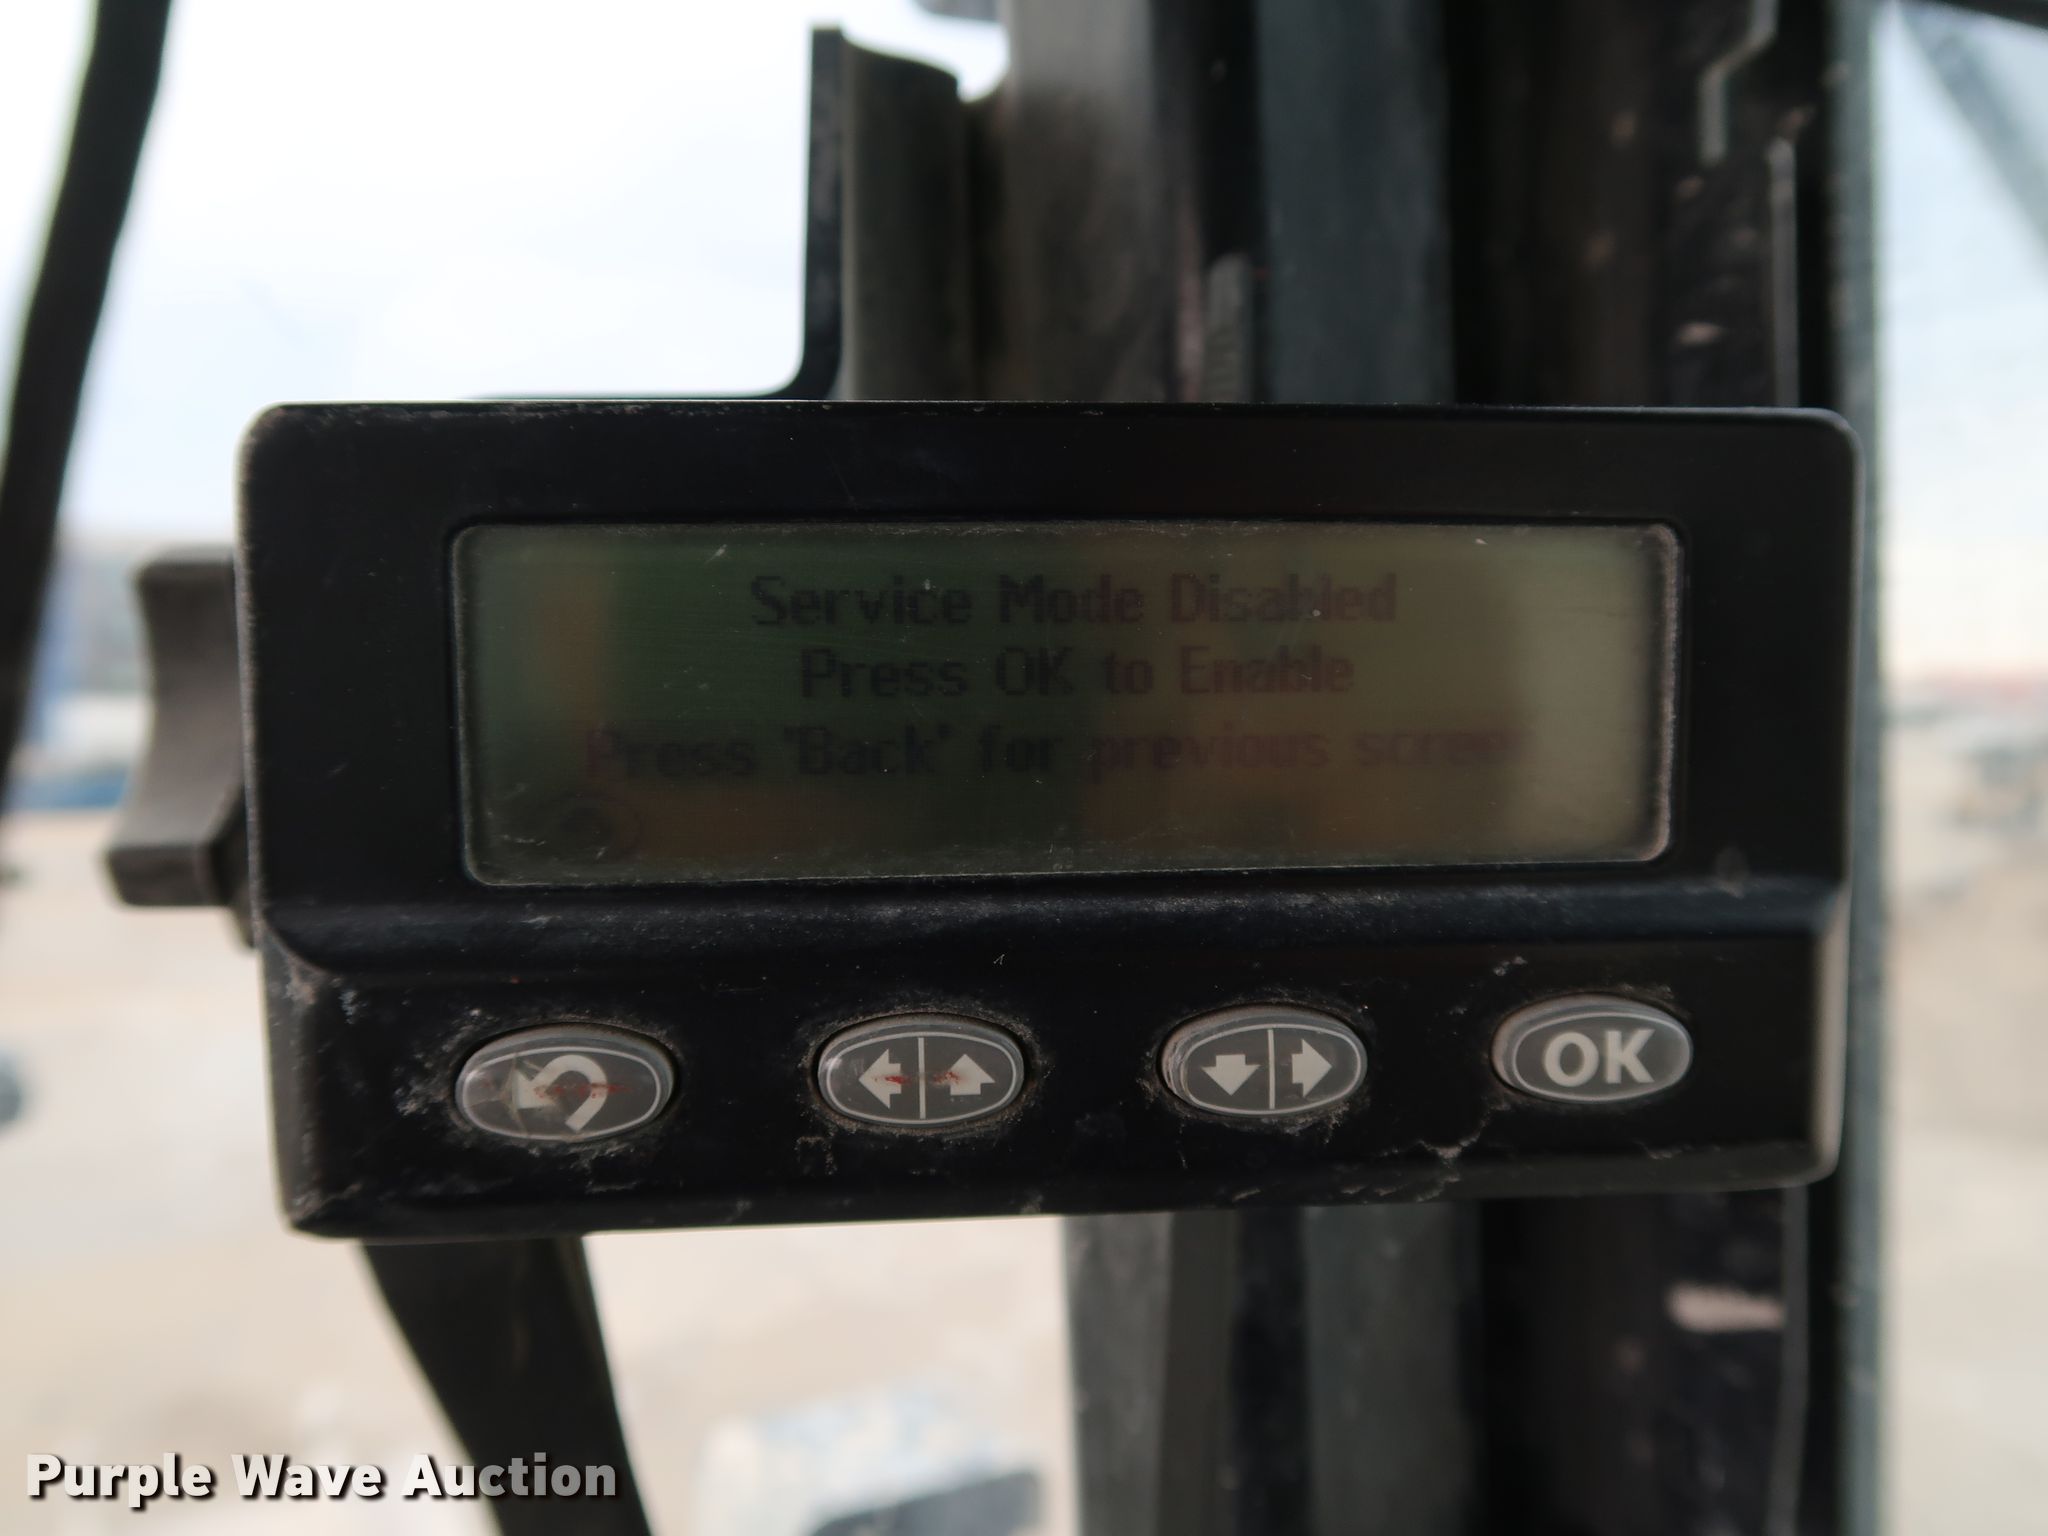 Service Mode Disabled
Press OK to Enable
Press 'Back' for previous screen
OK
Purple Wave Auction